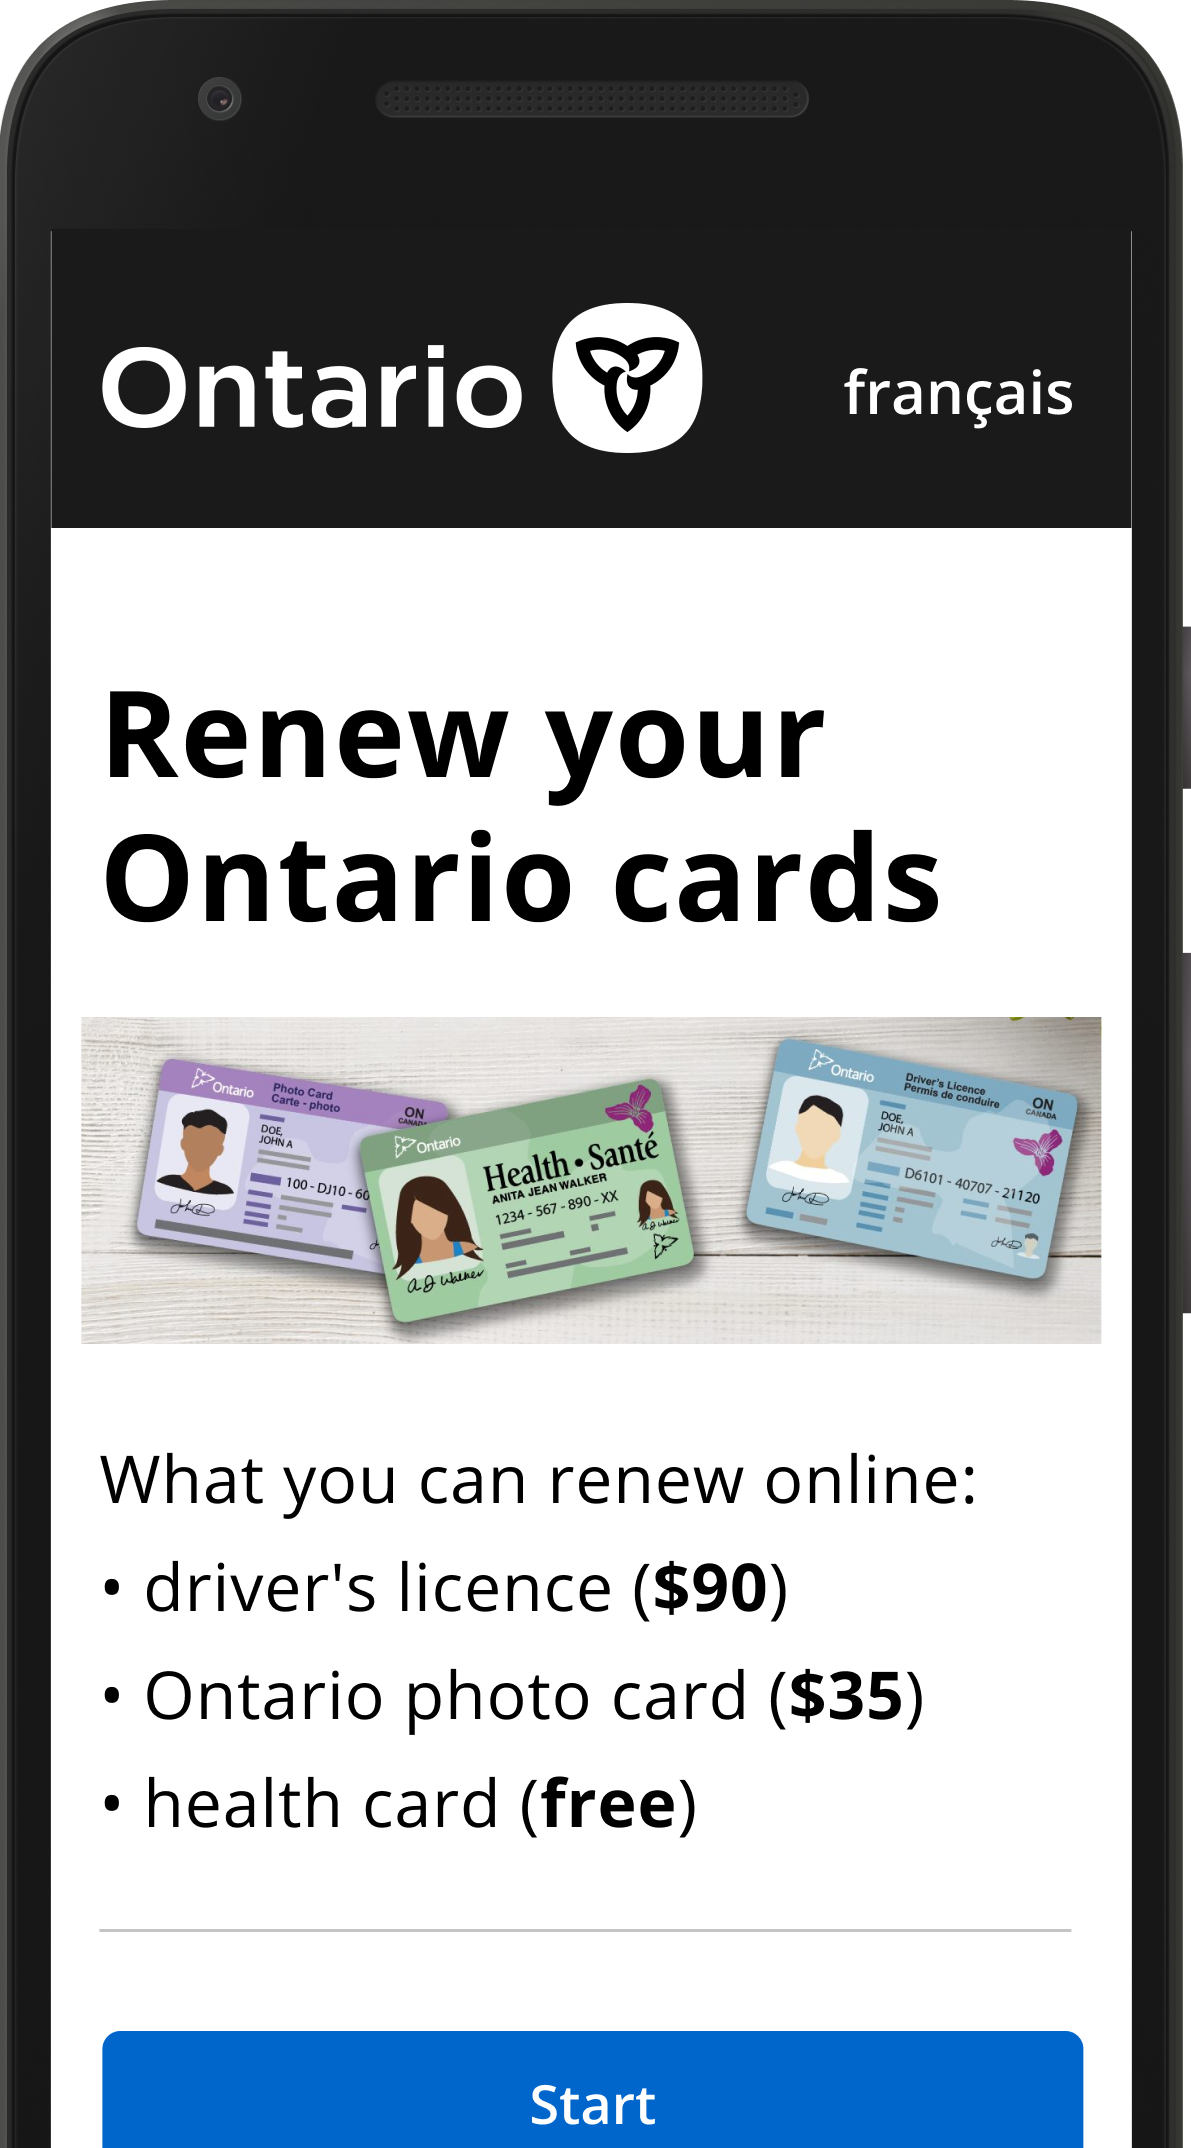 Ontario
français
Renew your
Ontario cards
Ontario
Photo Card
Carte - photo
ON
CANADA
DOE,
JOHN A
100 - DJ10 - 60
Ontario
Health • Santé
ANITA JEAN WALKER
1234 - 567 - 890 - XX
A J Walker
Ontario
Driver's Licence
Permis de conduire
ON
CANADA
DOE,
JOHN A
D6101 - 40707 - 21120
What you can renew online:
• driver's licence ($90)
• Ontario photo card ($35)
• health card (free)
Start